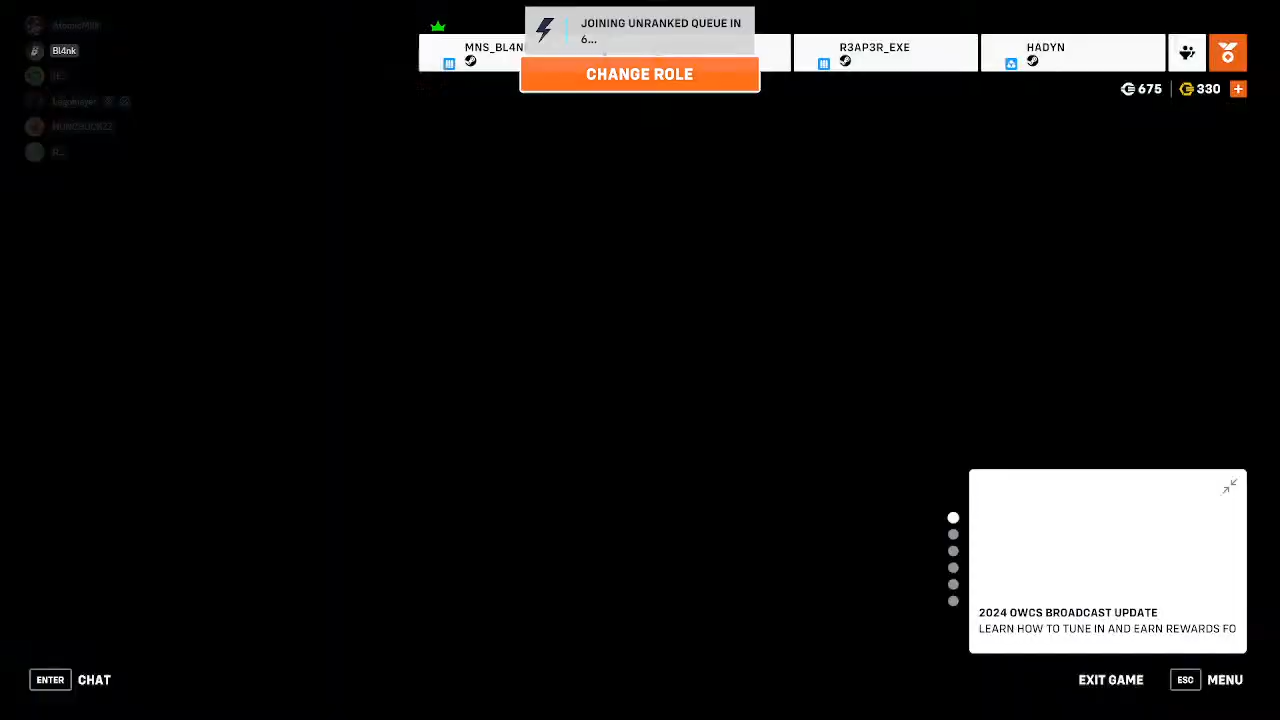 AtomicMilk
Bl4nk
JOINING UNRANKED QUEUE IN
6...
MNS_BL4N
R3AP3R_EXE
HADYN
CHANGE ROLE
675
330
2024 OWCS BROADCAST UPDATE
LEARN HOW TO TUNE IN AND EARN REWARDS FO
ENTER CHAT
EXIT GAME
ESC MENU